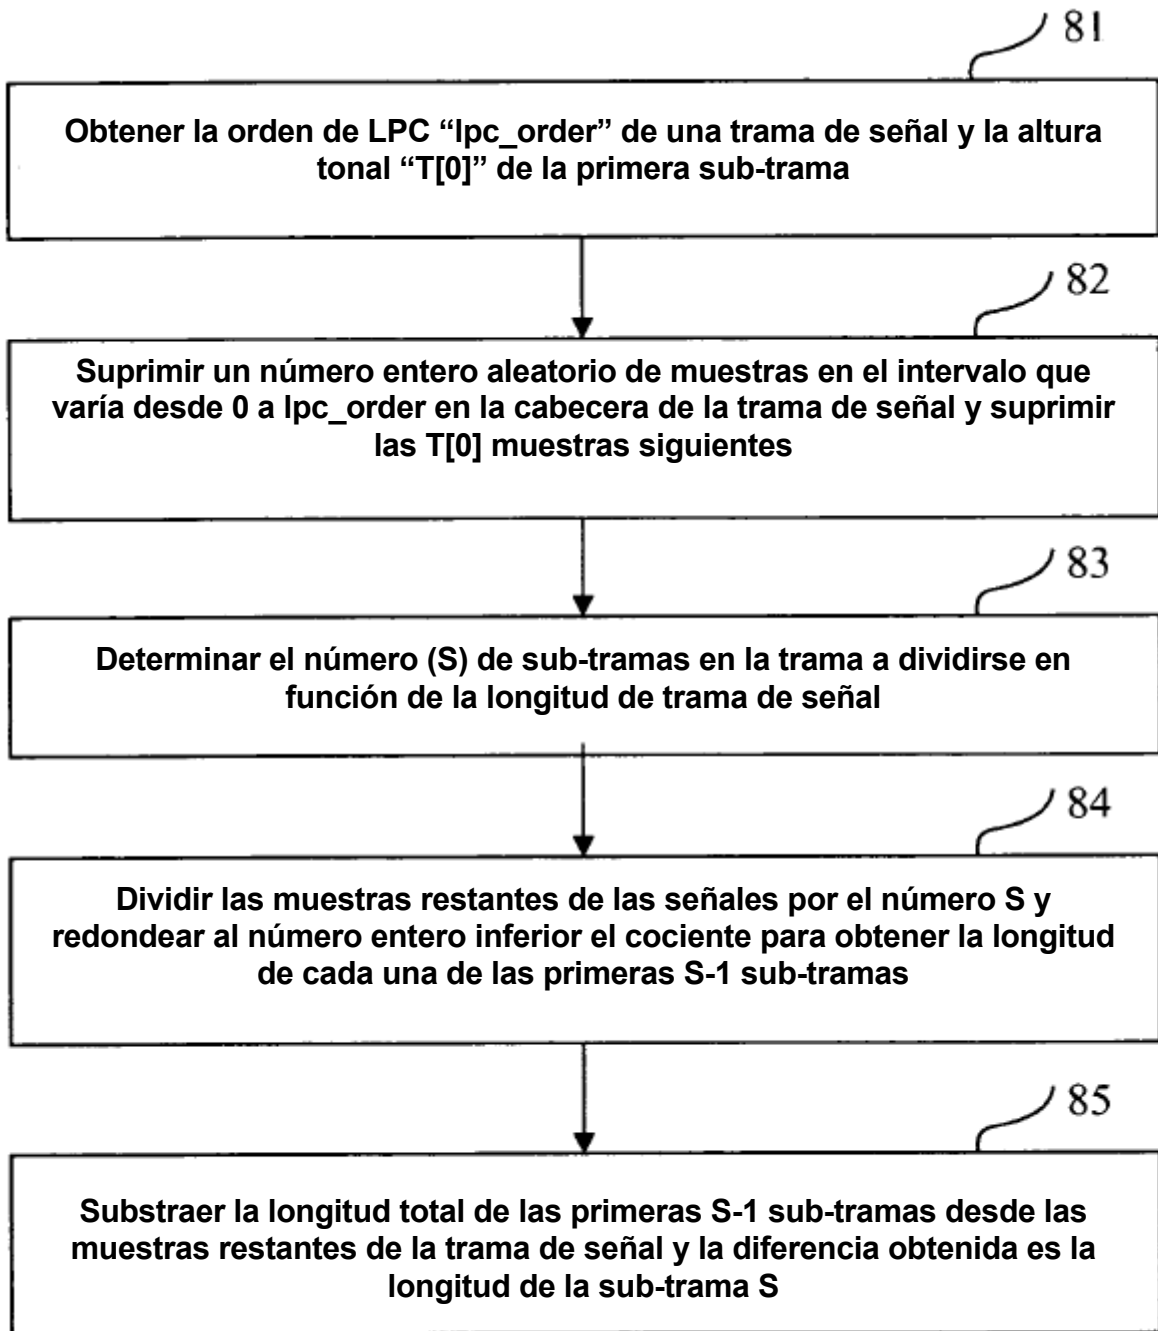 81
Obtener la orden de LPC “lpc_order” de una trama de señal y la altura
tonal “T[0]” de la primera sub-trama
82
Suprimir un número entero aleatorio de muestras en el intervalo que
varía desde 0 a lpc_order en la cabecera de la trama de señal y suprimir
las T[0] muestras siguientes
83
Determinar el número (S) de sub-tramas en la trama a dividirse en
función de la longitud de trama de señal
84
Dividir las muestras restantes de las señales por el número S y
redondear al número entero inferior el cociente para obtener la longitud
de cada una de las primeras S-1 sub-tramas
85
Substraer la longitud total de las primeras S-1 sub-tramas desde las
muestras restantes de la trama de señal y la diferencia obtenida es la
longitud de la sub-trama S